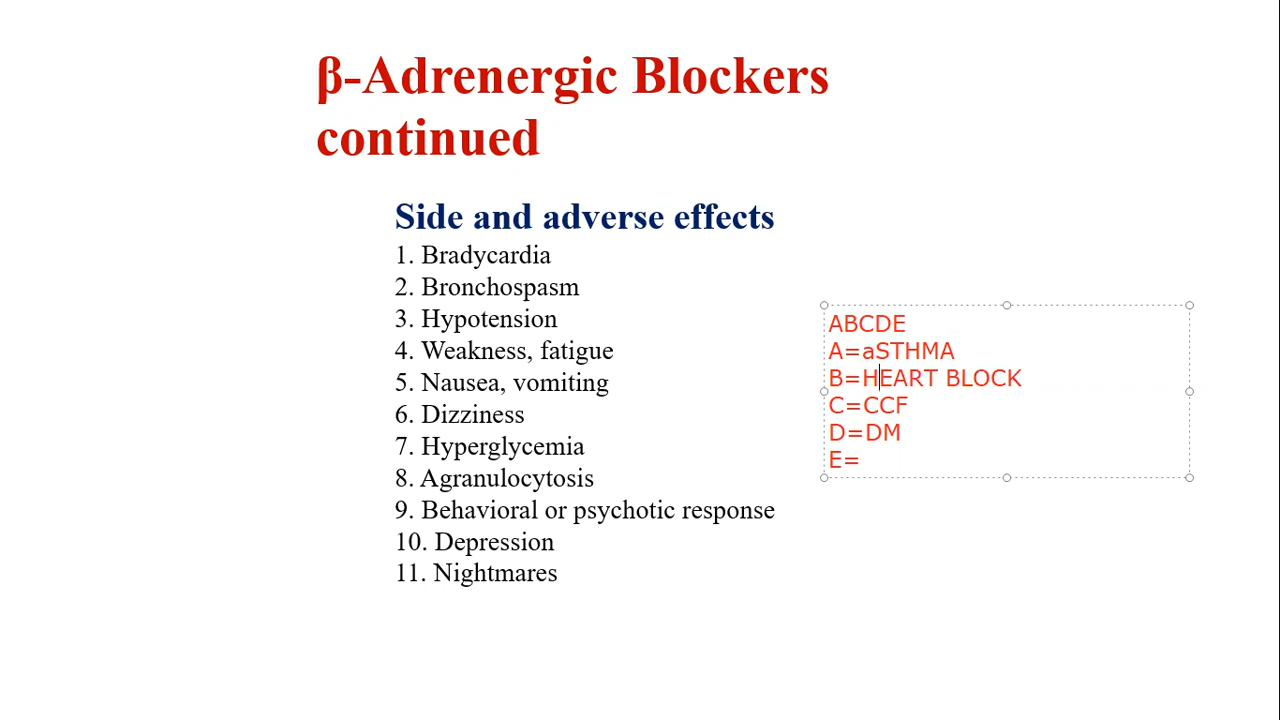 β-Adrenergic Blockers
continued
Side and adverse effects
1. Bradycardia
2. Bronchospasm
3. Hypotension
4. Weakness, fatigue
5. Nausea, vomiting
6. Dizziness
7. Hyperglycemia
8. Agranulocytosis
9. Behavioral or psychotic response
10. Depression
11. Nightmares
ABCDE
A=aSTHMA
B=HEART BLOCK
C=CCF
D=DM
E=